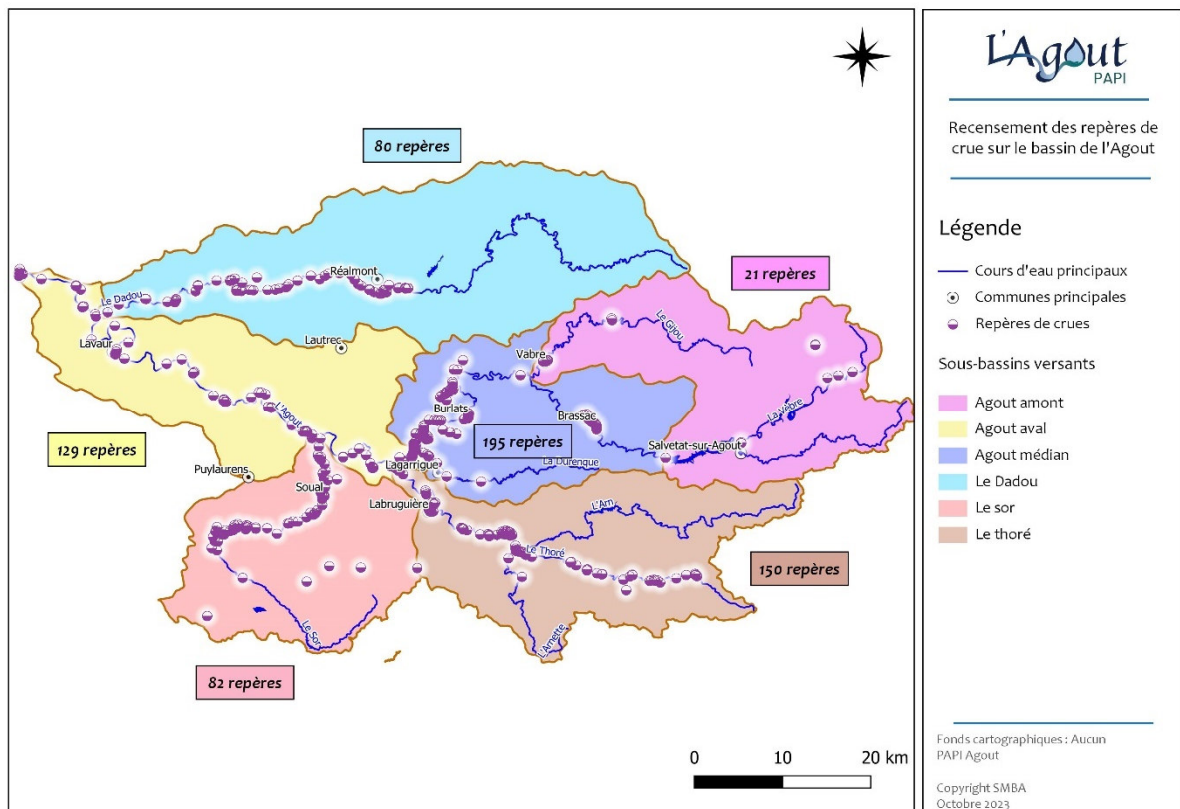 80 repères
21 repères
Réalmont
Le Dadou
Le Gijou
Lavaur
Lautrec
Vabre
L'Agout
Burlats
Brassac
La Vèbre
129 repères
195 repères
Salvetat-sur-Agout
Puylaurens
Lagarrigue
La Durenque
Soual
Labruguière
L'Arn
Le Thoré
150 repères
Le Sor
L'Arnette
82 repères
0 10 20 km
L'Agout
PAPI
Recensement des repères de
crue sur le bassin de l'Agout
Légende
Cours d'eau principaux
Communes principales
Repères de crues
Sous-bassins versants
Agout amont
Agout aval
Agout médian
Le Dadou
Le sor
Le thoré
Fonds cartographiques : Aucun
PAPI Agout
Copyright SMBA
Octobre 2023